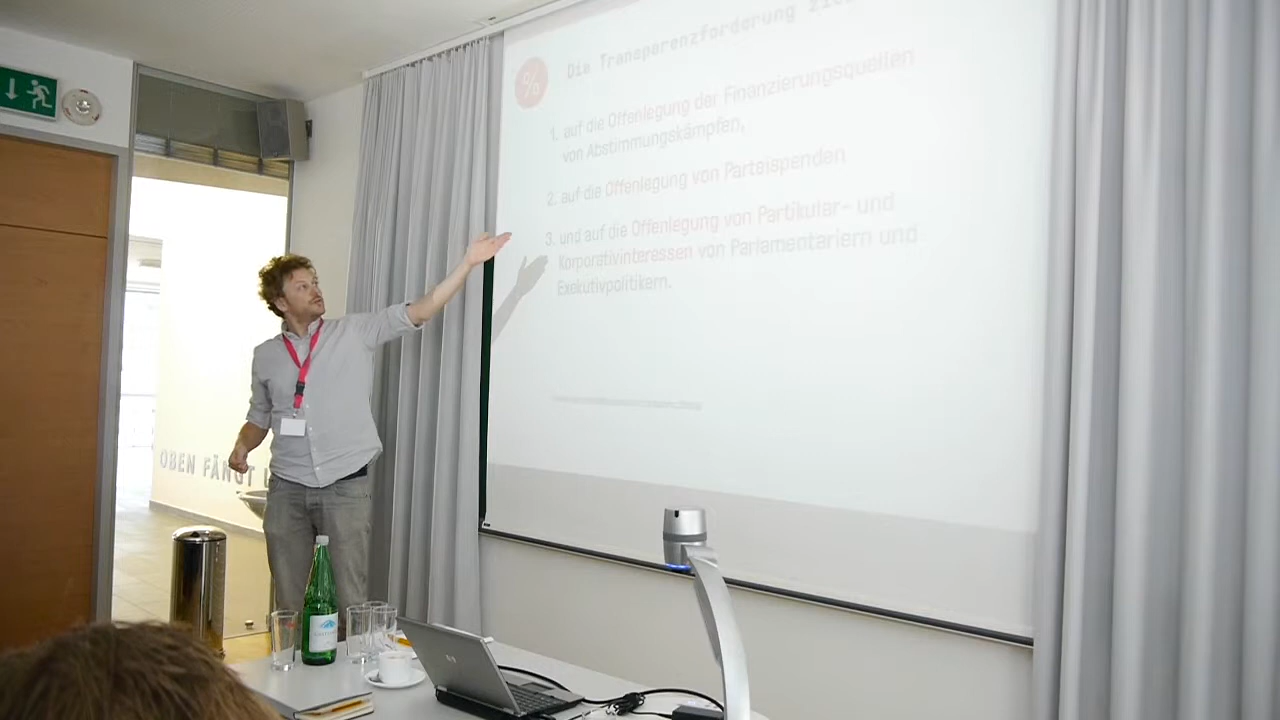 %
Die Transparenzforderung
1. auf die Offenlegung der Finanzierungsquellen
von Abstimmungskämpfen,
2. auf die Offenlegung von Parteispenden
3. und auf die Offenlegung von Partikular- und
Korporativinteressen von Parlamentariern und
Exekutivpolitikern.
OBEN FÄNGT
hp